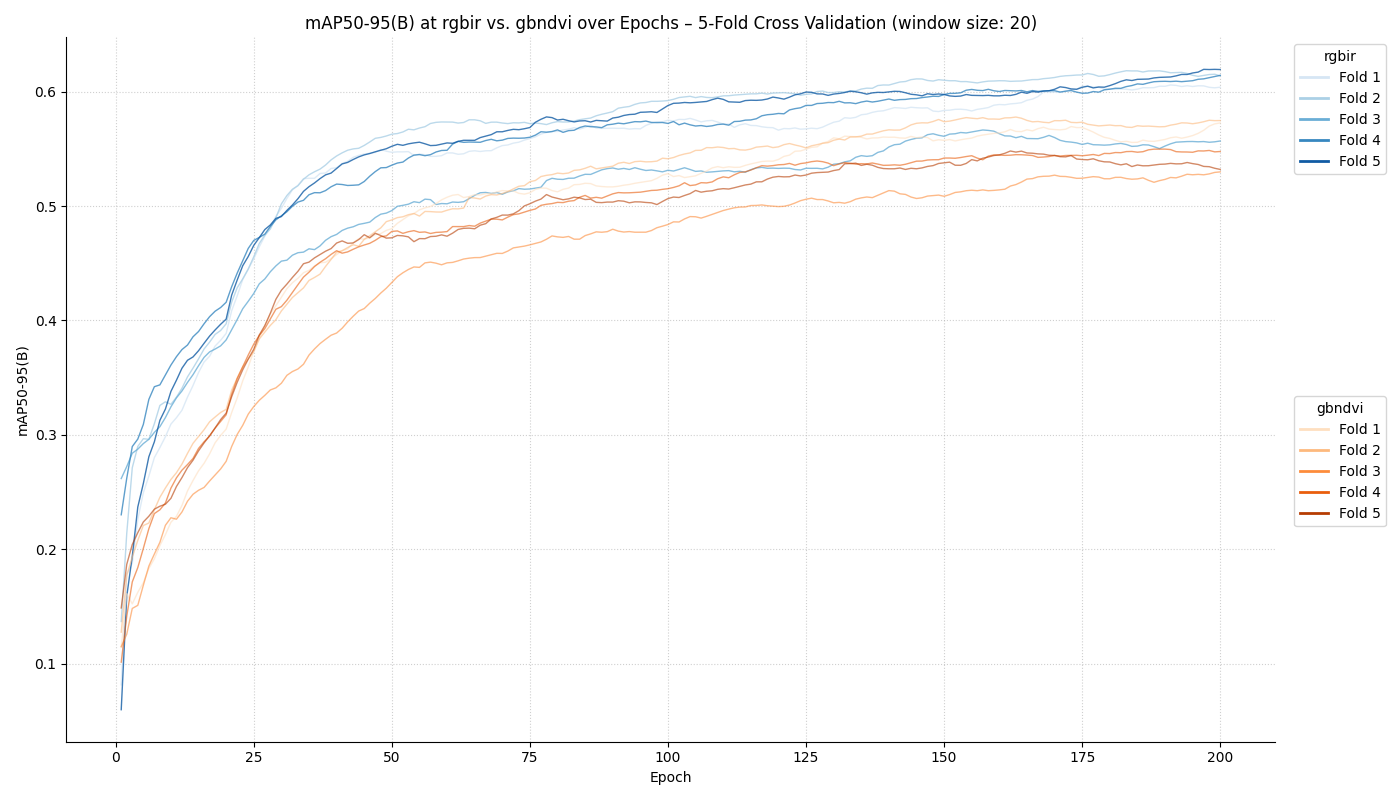 mAP50-95(B) at rgbir vs. gbndvi over Epochs – 5-Fold Cross Validation (window size: 20)
mAP50-95(B)
0.6
0.5
0.4
0.3
0.2
0.1
0 25 50 75 100 125 150 175 200
Epoch
rgbir
Fold 1
Fold 2
Fold 3
Fold 4
Fold 5
gbndvi
Fold 1
Fold 2
Fold 3
Fold 4
Fold 5